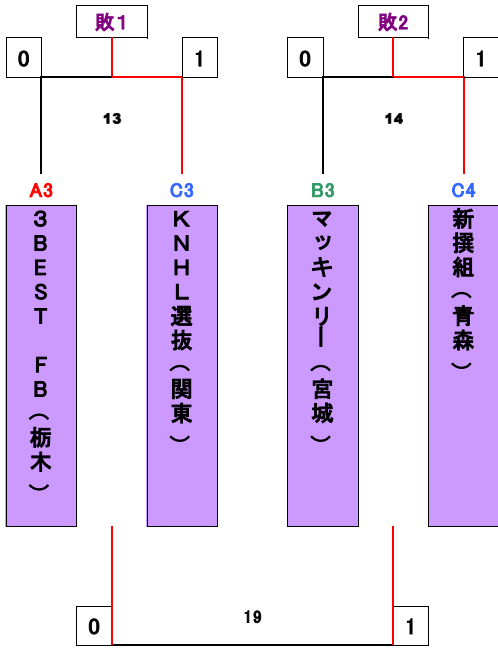 敗1 敗2
0 1 0 1
13 14
A3 C3 B3 C4
3BEST FB(栃木)
KNHL選抜(関東)
マッキンリー(宮城)
新撰組(青森)
19
0 1